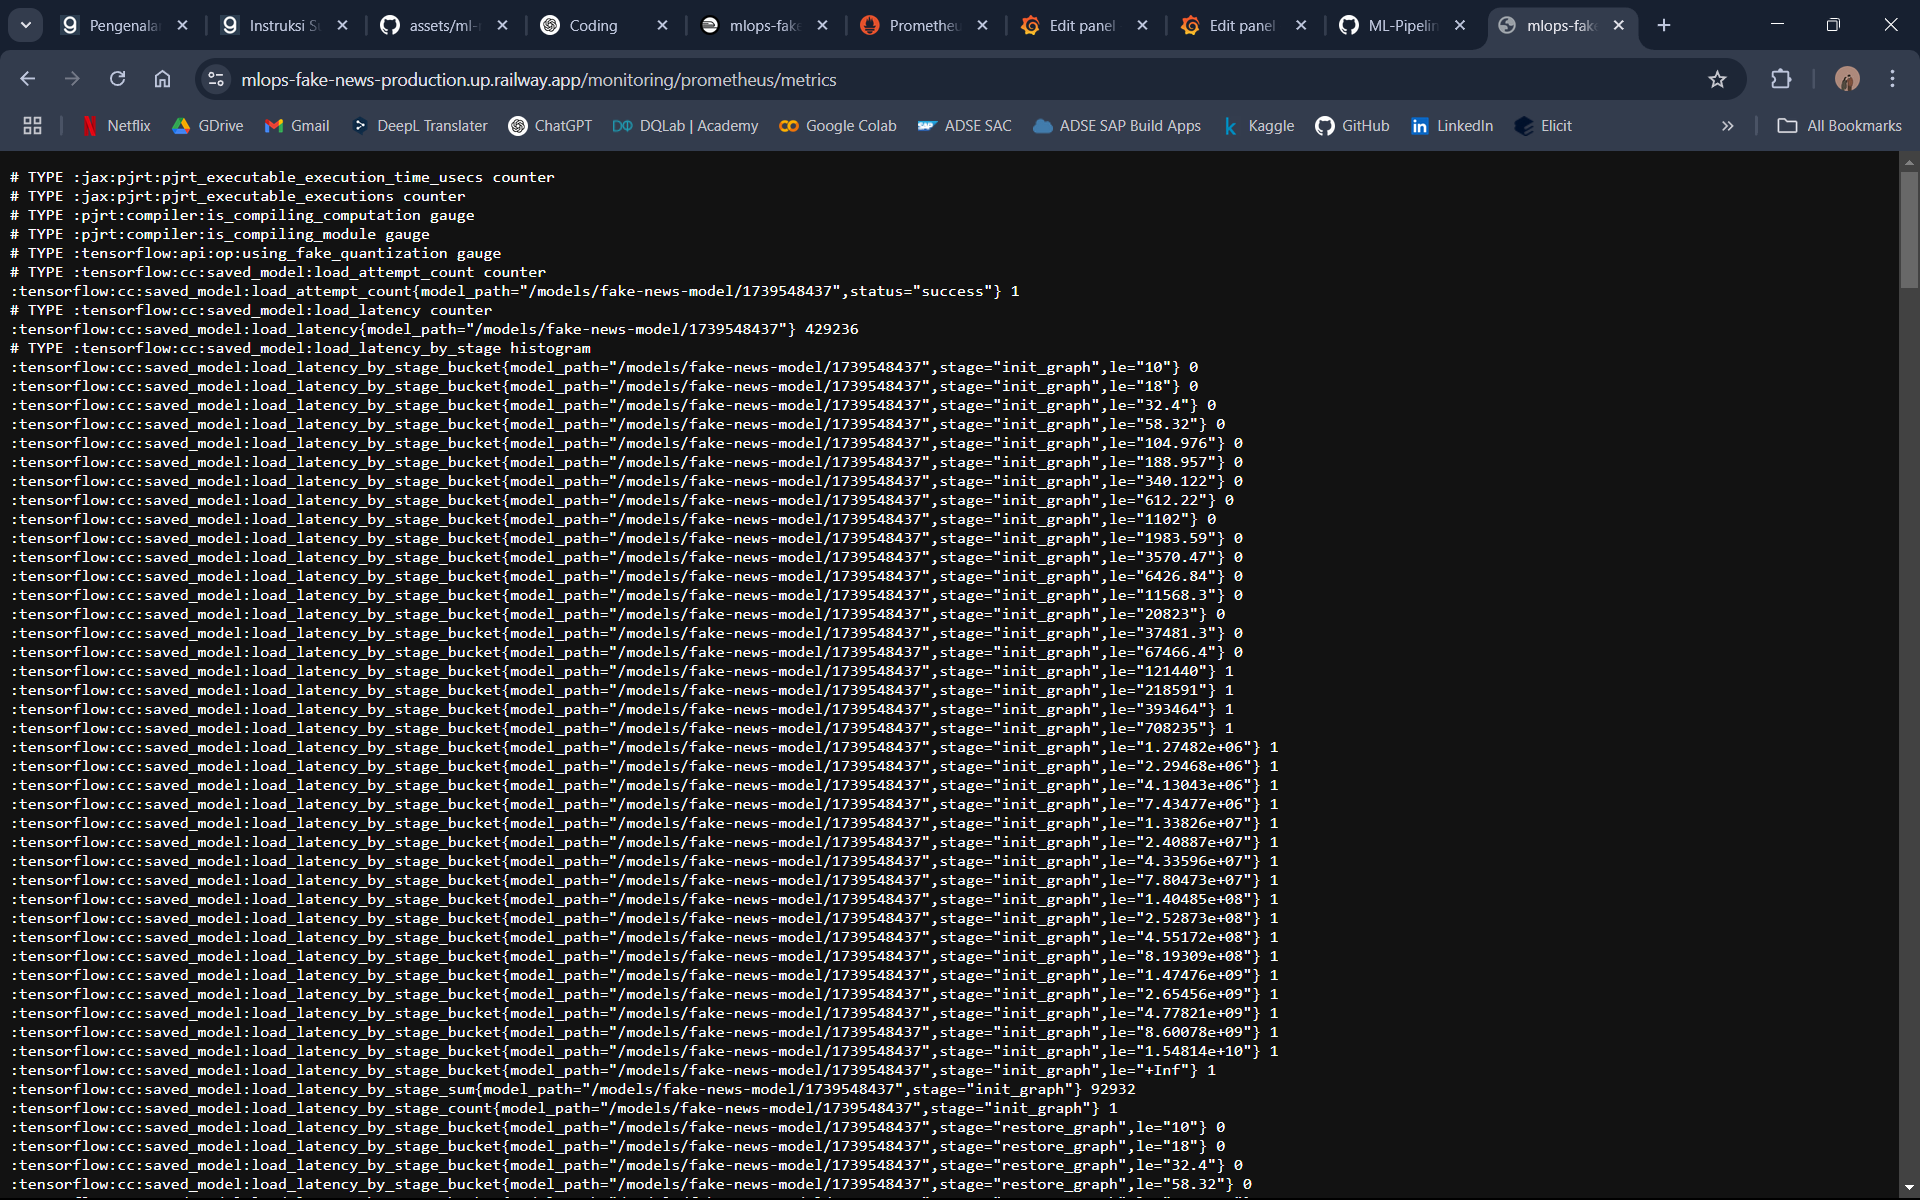 Pengenala
Instruksi S
assets/ml-
Coding
mlops-fak
Prometheu
Edit panel
Edit panel
ML-Pipelin
mlops-fak
mlops-fake-news-production.up.railway.app/monitoring/prometheus/metrics
Netflix
GDrive
Gmail
DeepL Translater
ChatGPT
DQLab | Academy
Google Colab
ADSE SAC
ADSE SAP Build Apps
Kaggle
GitHub
LinkedIn
Elicit
All Bookmarks
# TYPE :jax:pjrt:pjrt_executable_execution_time_usecs counter
# TYPE :jax:pjrt:pjrt_executable_executions counter
# TYPE :pjrt:compiler:is_compiling_computation gauge
# TYPE :pjrt:compiler:is_compiling_module gauge
# TYPE :tensorflow:api:op:using_fake_quantization gauge
# TYPE :tensorflow:cc:saved_model:load_attempt_count counter
:tensorflow:cc:saved_model:load_attempt_count{model_path="/models/fake-news-model/1739548437",status="success"} 1
# TYPE :tensorflow:cc:saved_model:load_latency counter
:tensorflow:cc:saved_model:load_latency{model_path="/models/fake-news-model/1739548437"} 429236
# TYPE :tensorflow:cc:saved_model:load_latency_by_stage histogram
:tensorflow:cc:saved_model:load_latency_by_stage_bucket{model_path="/models/fake-news-model/1739548437",stage="init_graph",le="10"} 0
:tensorflow:cc:saved_model:load_latency_by_stage_bucket{model_path="/models/fake-news-model/1739548437",stage="init_graph",le="18"} 0
:tensorflow:cc:saved_model:load_latency_by_stage_bucket{model_path="/models/fake-news-model/1739548437",stage="init_graph",le="32.4"} 0
:tensorflow:cc:saved_model:load_latency_by_stage_bucket{model_path="/models/fake-news-model/1739548437",stage="init_graph",le="58.32"} 0
:tensorflow:cc:saved_model:load_latency_by_stage_bucket{model_path="/models/fake-news-model/1739548437",stage="init_graph",le="104.976"} 0
:tensorflow:cc:saved_model:load_latency_by_stage_bucket{model_path="/models/fake-news-model/1739548437",stage="init_graph",le="188.957"} 0
:tensorflow:cc:saved_model:load_latency_by_stage_bucket{model_path="/models/fake-news-model/1739548437",stage="init_graph",le="340.122"} 0
:tensorflow:cc:saved_model:load_latency_by_stage_bucket{model_path="/models/fake-news-model/1739548437",stage="init_graph",le="612.22"} 0
:tensorflow:cc:saved_model:load_latency_by_stage_bucket{model_path="/models/fake-news-model/1739548437",stage="init_graph",le="1102"} 0
:tensorflow:cc:saved_model:load_latency_by_stage_bucket{model_path="/models/fake-news-model/1739548437",stage="init_graph",le="1983.59"} 0
:tensorflow:cc:saved_model:load_latency_by_stage_bucket{model_path="/models/fake-news-model/1739548437",stage="init_graph",le="3570.47"} 0
:tensorflow:cc:saved_model:load_latency_by_stage_bucket{model_path="/models/fake-news-model/1739548437",stage="init_graph",le="6426.84"} 0
:tensorflow:cc:saved_model:load_latency_by_stage_bucket{model_path="/models/fake-news-model/1739548437",stage="init_graph",le="11568.3"} 0
:tensorflow:cc:saved_model:load_latency_by_stage_bucket{model_path="/models/fake-news-model/1739548437",stage="init_graph",le="20823"} 0
:tensorflow:cc:saved_model:load_latency_by_stage_bucket{model_path="/models/fake-news-model/1739548437",stage="init_graph",le="37481.3"} 0
:tensorflow:cc:saved_model:load_latency_by_stage_bucket{model_path="/models/fake-news-model/1739548437",stage="init_graph",le="67466.4"} 0
:tensorflow:cc:saved_model:load_latency_by_stage_bucket{model_path="/models/fake-news-model/1739548437",stage="init_graph",le="121440"} 1
:tensorflow:cc:saved_model:load_latency_by_stage_bucket{model_path="/models/fake-news-model/1739548437",stage="init_graph",le="218591"} 1
:tensorflow:cc:saved_model:load_latency_by_stage_bucket{model_path="/models/fake-news-model/1739548437",stage="init_graph",le="393464"} 1
:tensorflow:cc:saved_model:load_latency_by_stage_bucket{model_path="/models/fake-news-model/1739548437",stage="init_graph",le="708235"} 1
:tensorflow:cc:saved_model:load_latency_by_stage_bucket{model_path="/models/fake-news-model/1739548437",stage="init_graph",le="1.27482e+06"} 1
:tensorflow:cc:saved_model:load_latency_by_stage_bucket{model_path="/models/fake-news-model/1739548437",stage="init_graph",le="2.29468e+06"} 1
:tensorflow:cc:saved_model:load_latency_by_stage_bucket{model_path="/models/fake-news-model/1739548437",stage="init_graph",le="4.13043e+06"} 1
:tensorflow:cc:saved_model:load_latency_by_stage_bucket{model_path="/models/fake-news-model/1739548437",stage="init_graph",le="7.43477e+06"} 1
:tensorflow:cc:saved_model:load_latency_by_stage_bucket{model_path="/models/fake-news-model/1739548437",stage="init_graph",le="1.33826e+07"} 1
:tensorflow:cc:saved_model:load_latency_by_stage_bucket{model_path="/models/fake-news-model/1739548437",stage="init_graph",le="2.40887e+07"} 1
:tensorflow:cc:saved_model:load_latency_by_stage_bucket{model_path="/models/fake-news-model/1739548437",stage="init_graph",le="4.33596e+07"} 1
:tensorflow:cc:saved_model:load_latency_by_stage_bucket{model_path="/models/fake-news-model/1739548437",stage="init_graph",le="7.80473e+07"} 1
:tensorflow:cc:saved_model:load_latency_by_stage_bucket{model_path="/models/fake-news-model/1739548437",stage="init_graph",le="1.40485e+08"} 1
:tensorflow:cc:saved_model:load_latency_by_stage_bucket{model_path="/models/fake-news-model/1739548437",stage="init_graph",le="2.52873e+08"} 1
:tensorflow:cc:saved_model:load_latency_by_stage_bucket{model_path="/models/fake-news-model/1739548437",stage="init_graph",le="4.55172e+08"} 1
:tensorflow:cc:saved_model:load_latency_by_stage_bucket{model_path="/models/fake-news-model/1739548437",stage="init_graph",le="8.19309e+08"} 1
:tensorflow:cc:saved_model:load_latency_by_stage_bucket{model_path="/models/fake-news-model/1739548437",stage="init_graph",le="1.47476e+09"} 1
:tensorflow:cc:saved_model:load_latency_by_stage_bucket{model_path="/models/fake-news-model/1739548437",stage="init_graph",le="2.65456e+09"} 1
:tensorflow:cc:saved_model:load_latency_by_stage_bucket{model_path="/models/fake-news-model/1739548437",stage="init_graph",le="4.77821e+09"} 1
:tensorflow:cc:saved_model:load_latency_by_stage_bucket{model_path="/models/fake-news-model/1739548437",stage="init_graph",le="8.60078e+09"} 1
:tensorflow:cc:saved_model:load_latency_by_stage_bucket{model_path="/models/fake-news-model/1739548437",stage="init_graph",le="1.54814e+10"} 1
:tensorflow:cc:saved_model:load_latency_by_stage_bucket{model_path="/models/fake-news-model/1739548437",stage="init_graph",le="+Inf"} 1
:tensorflow:cc:saved_model:load_latency_by_stage_sum{model_path="/models/fake-news-model/1739548437",stage="init_graph"} 92932
:tensorflow:cc:saved_model:load_latency_by_stage_count{model_path="/models/fake-news-model/1739548437",stage="init_graph"} 1
:tensorflow:cc:saved_model:load_latency_by_stage_bucket{model_path="/models/fake-news-model/1739548437",stage="restore_graph",le="10"} 0
:tensorflow:cc:saved_model:load_latency_by_stage_bucket{model_path="/models/fake-news-model/1739548437",stage="restore_graph",le="18"} 0
:tensorflow:cc:saved_model:load_latency_by_stage_bucket{model_path="/models/fake-news-model/1739548437",stage="restore_graph",le="32.4"} 0
:tensorflow:cc:saved_model:load_latency_by_stage_bucket{model_path="/models/fake-news-model/1739548437",stage="restore_graph",le="58.32"} 0